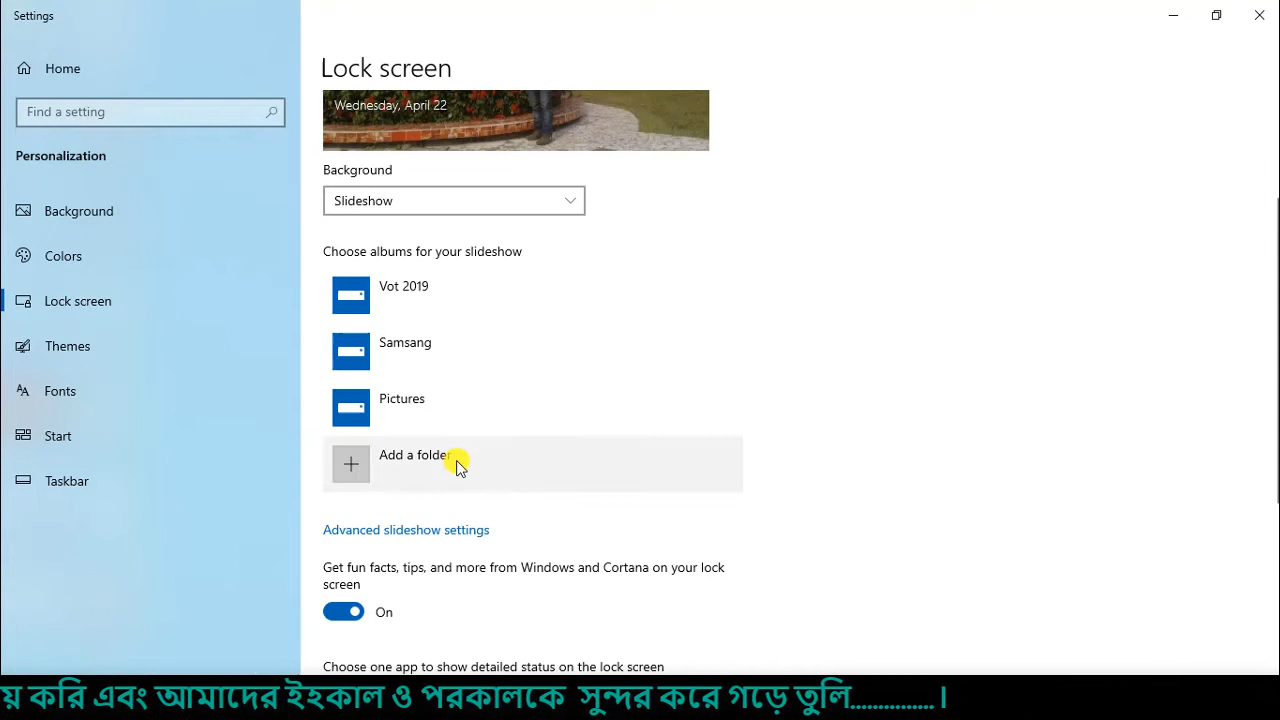 Settings
Home
Find a setting
Personalization
Background
Colors
Lock screen
Themes
Fonts
Start
Taskbar
Lock screen
Wednesday, April 22
Background
Slideshow
Choose albums for your slideshow
Vot 2019
Samsang
Pictures
Add a folder
Advanced slideshow settings
Get fun facts, tips, and more from Windows and Cortana on your lock
screen
On
Choose one app to show detailed status on the lock screen
য় করি এবং আমাদের ইহকাল ও পরকালকে সুন্দর করে গড়ে তুলি..............।